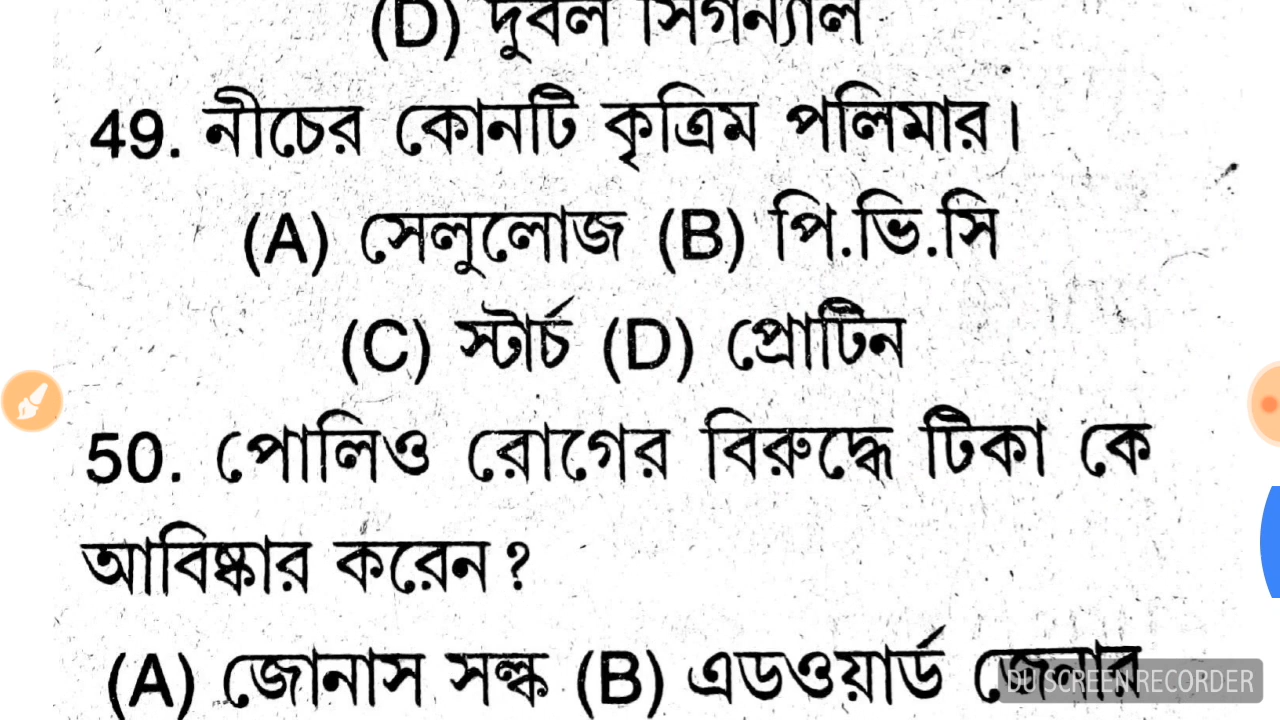 (D) দুর্বল সিগন্যাল
49. নীচের কোনটি কৃত্রিম পলিমার।
(A) সেলুলোজ (B) পি.ভি.সি
(C) স্টার্চ (D) প্রোটিন
50. পোলিও রোগের বিরুদ্ধে টিকা কে
আবিষ্কার করেন ?
(A) জোনাস সল্ক (B) এডওয়ার্ড জেনার
DU SCREEN RECORDER